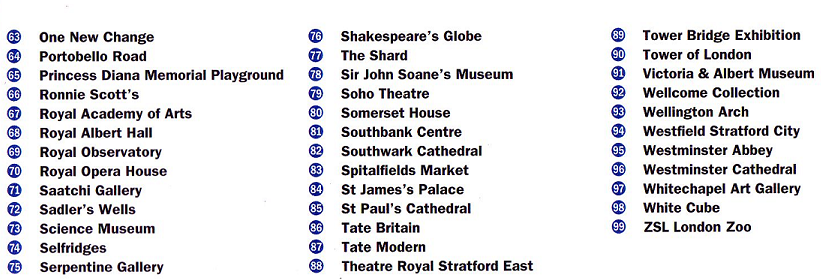 63 One New Change
64 Portobello Road
65 Princess Diana Memorial Playground
66 Ronnie Scott's
67 Royal Academy of Arts
68 Royal Albert Hall
69 Royal Observatory
70 Royal Opera House
71 Saatchi Gallery
72 Sadler's Wells
73 Science Museum
74 Selfridges
75 Serpentine Gallery
76 Shakespeare's Globe
77 The Shard
78 Sir John Soane's Museum
79 Soho Theatre
80 Somerset House
81 Southbank Centre
82 Southwark Cathedral
83 Spitalfields Market
84 St James's Palace
85 St Paul's Cathedral
86 Tate Britain
87 Tate Modern
88 Theatre Royal Stratford East
89 Tower Bridge Exhibition
90 Tower of London
91 Victoria & Albert Museum
92 Wellcome Collection
93 Wellington Arch
94 Westfield Stratford City
95 Westminster Abbey
96 Westminster Cathedral
97 Whitechapel Art Gallery
98 White Cube
99 ZSL London Zoo